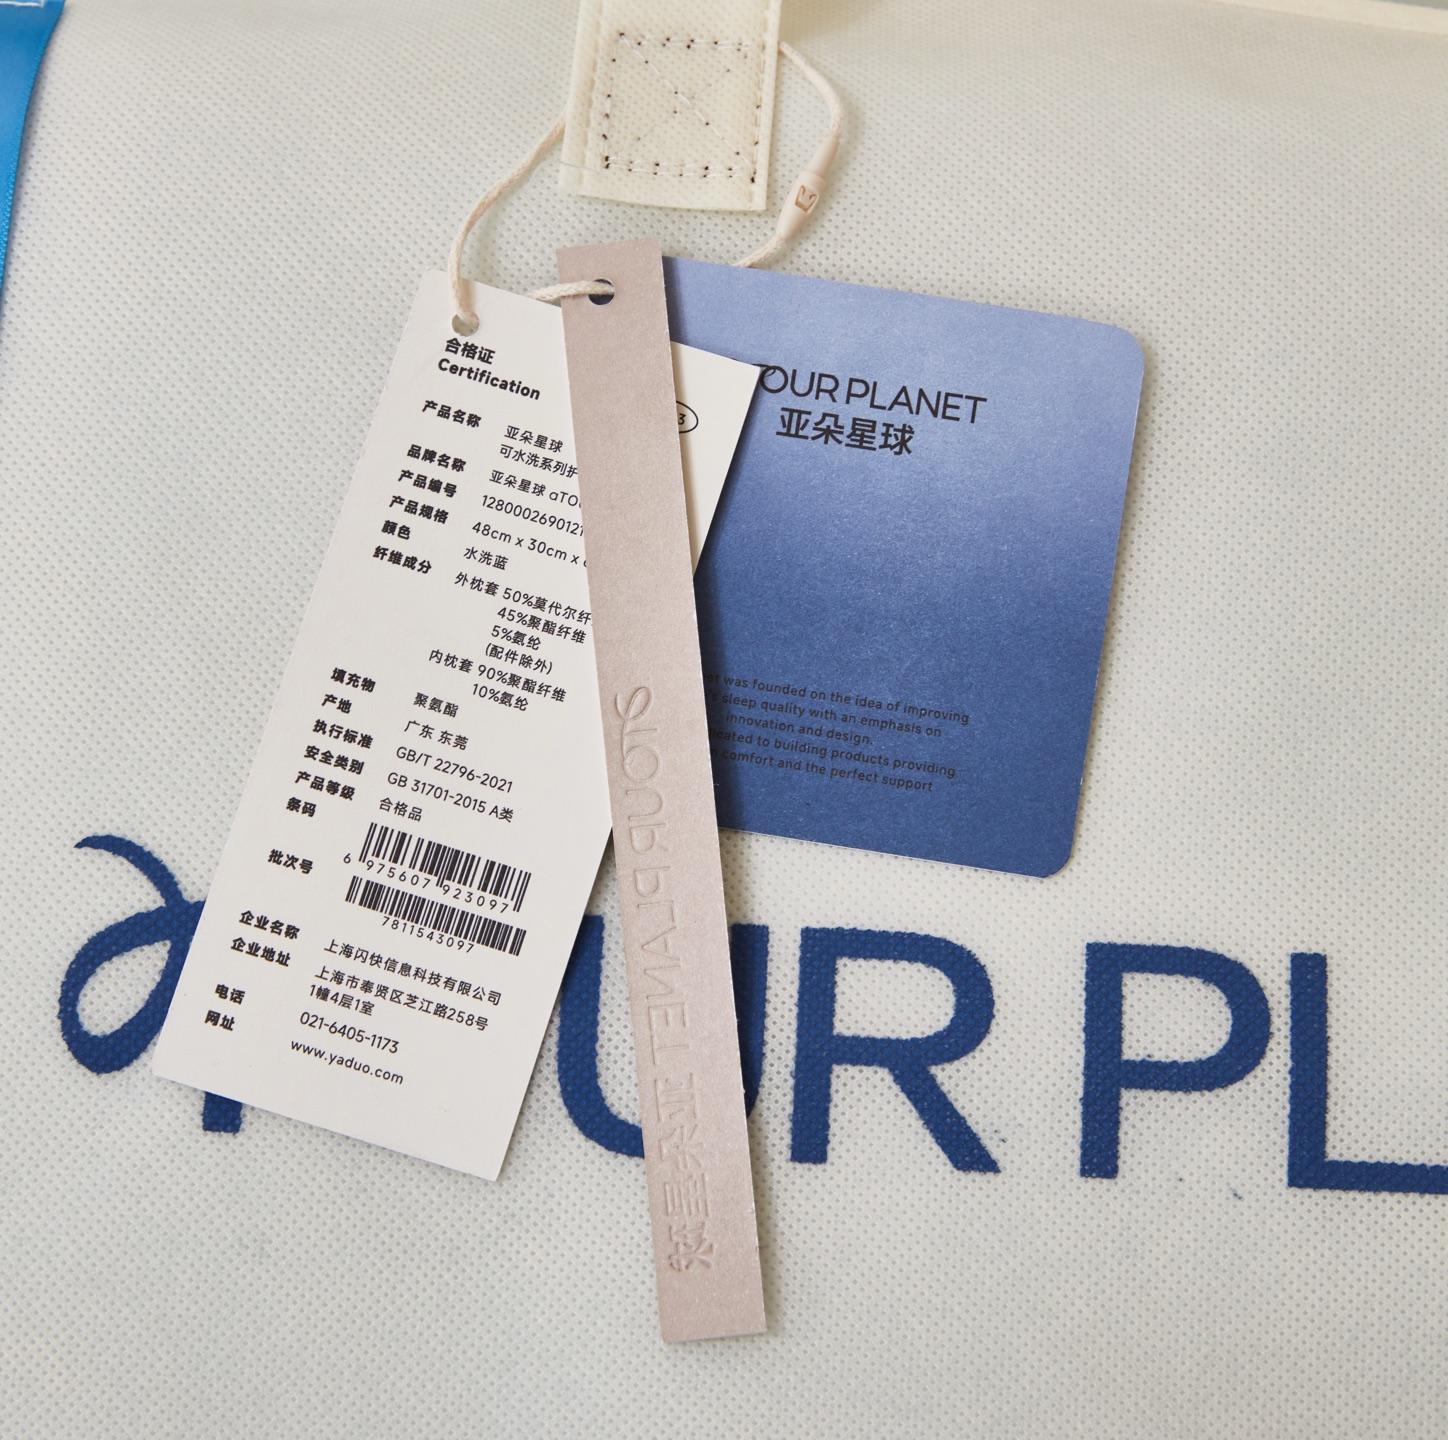 合格证
Certification
产品名称 亚朵星球
可水洗系列护
品牌名称 亚朵星球
产品编号
产品规格 48cm x 30cm x
颜色 水洗蓝
纤维成分 外枕套 50%莫代尔纤
45%聚酯纤维
5%氨纶
(配件除外)
内枕套 90%聚酯纤维
10%氨纶
填充物 聚氨酯
产地 广东 东莞
执行标准 GB/T 22796-2021
安全类别 GB 31701-2015 A类
产品等级 合格品
条码
6 975607 923097
批次号
7811543097
企业名称 上海闪快信息科技有限公司
企业地址 上海市奉贤区芝江路258号
1幢4层1室
电话 021-6405-1173
网址 www.yaduo.com
aTOUR PLANET 亚朵星球
TOUR PLANET
亚朵星球
was founded on the idea of improving
sleep quality with an emphasis on
innovation and design.
to building products providing
comfort and the perfect support
aTOUR PL